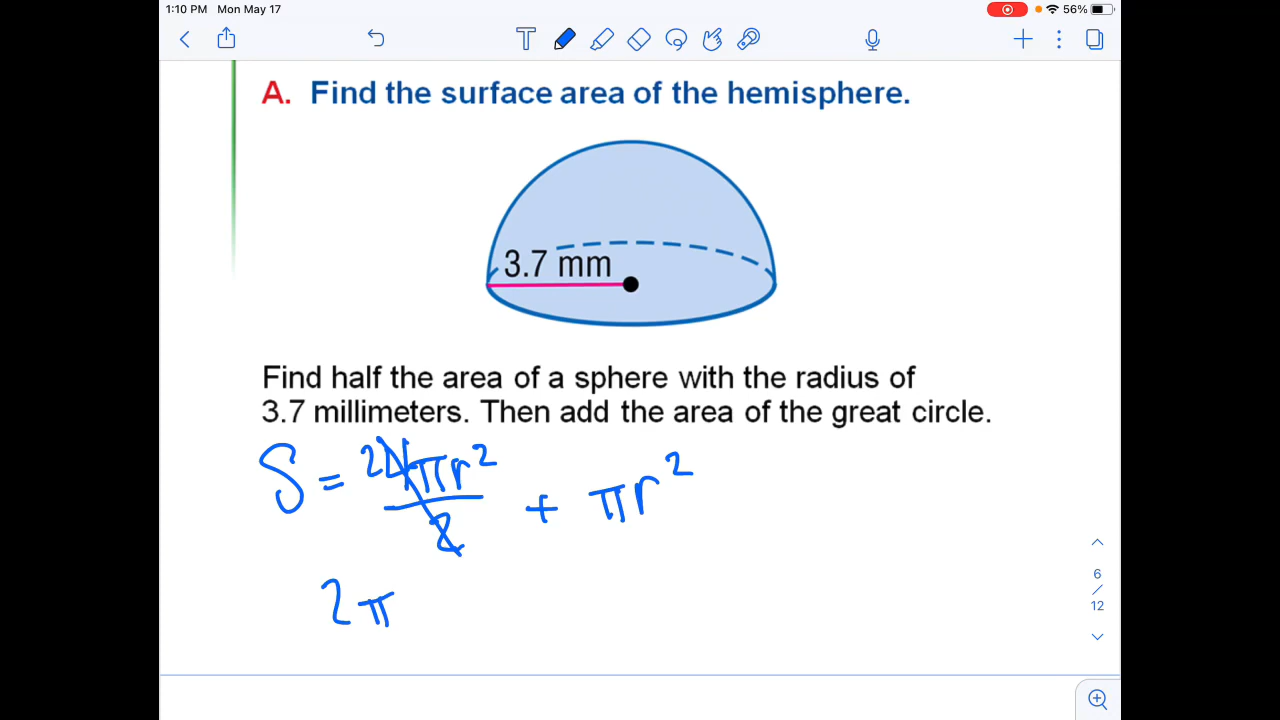 1:10 PM Mon May 17
56%
A. Find the surface area of the hemisphere.
3.7 mm
Find half the area of a sphere with the radius of
3.7 millimeters. Then add the area of the great circle.
S = 2 4πr² / 2 + πr²
2π
6
/
12